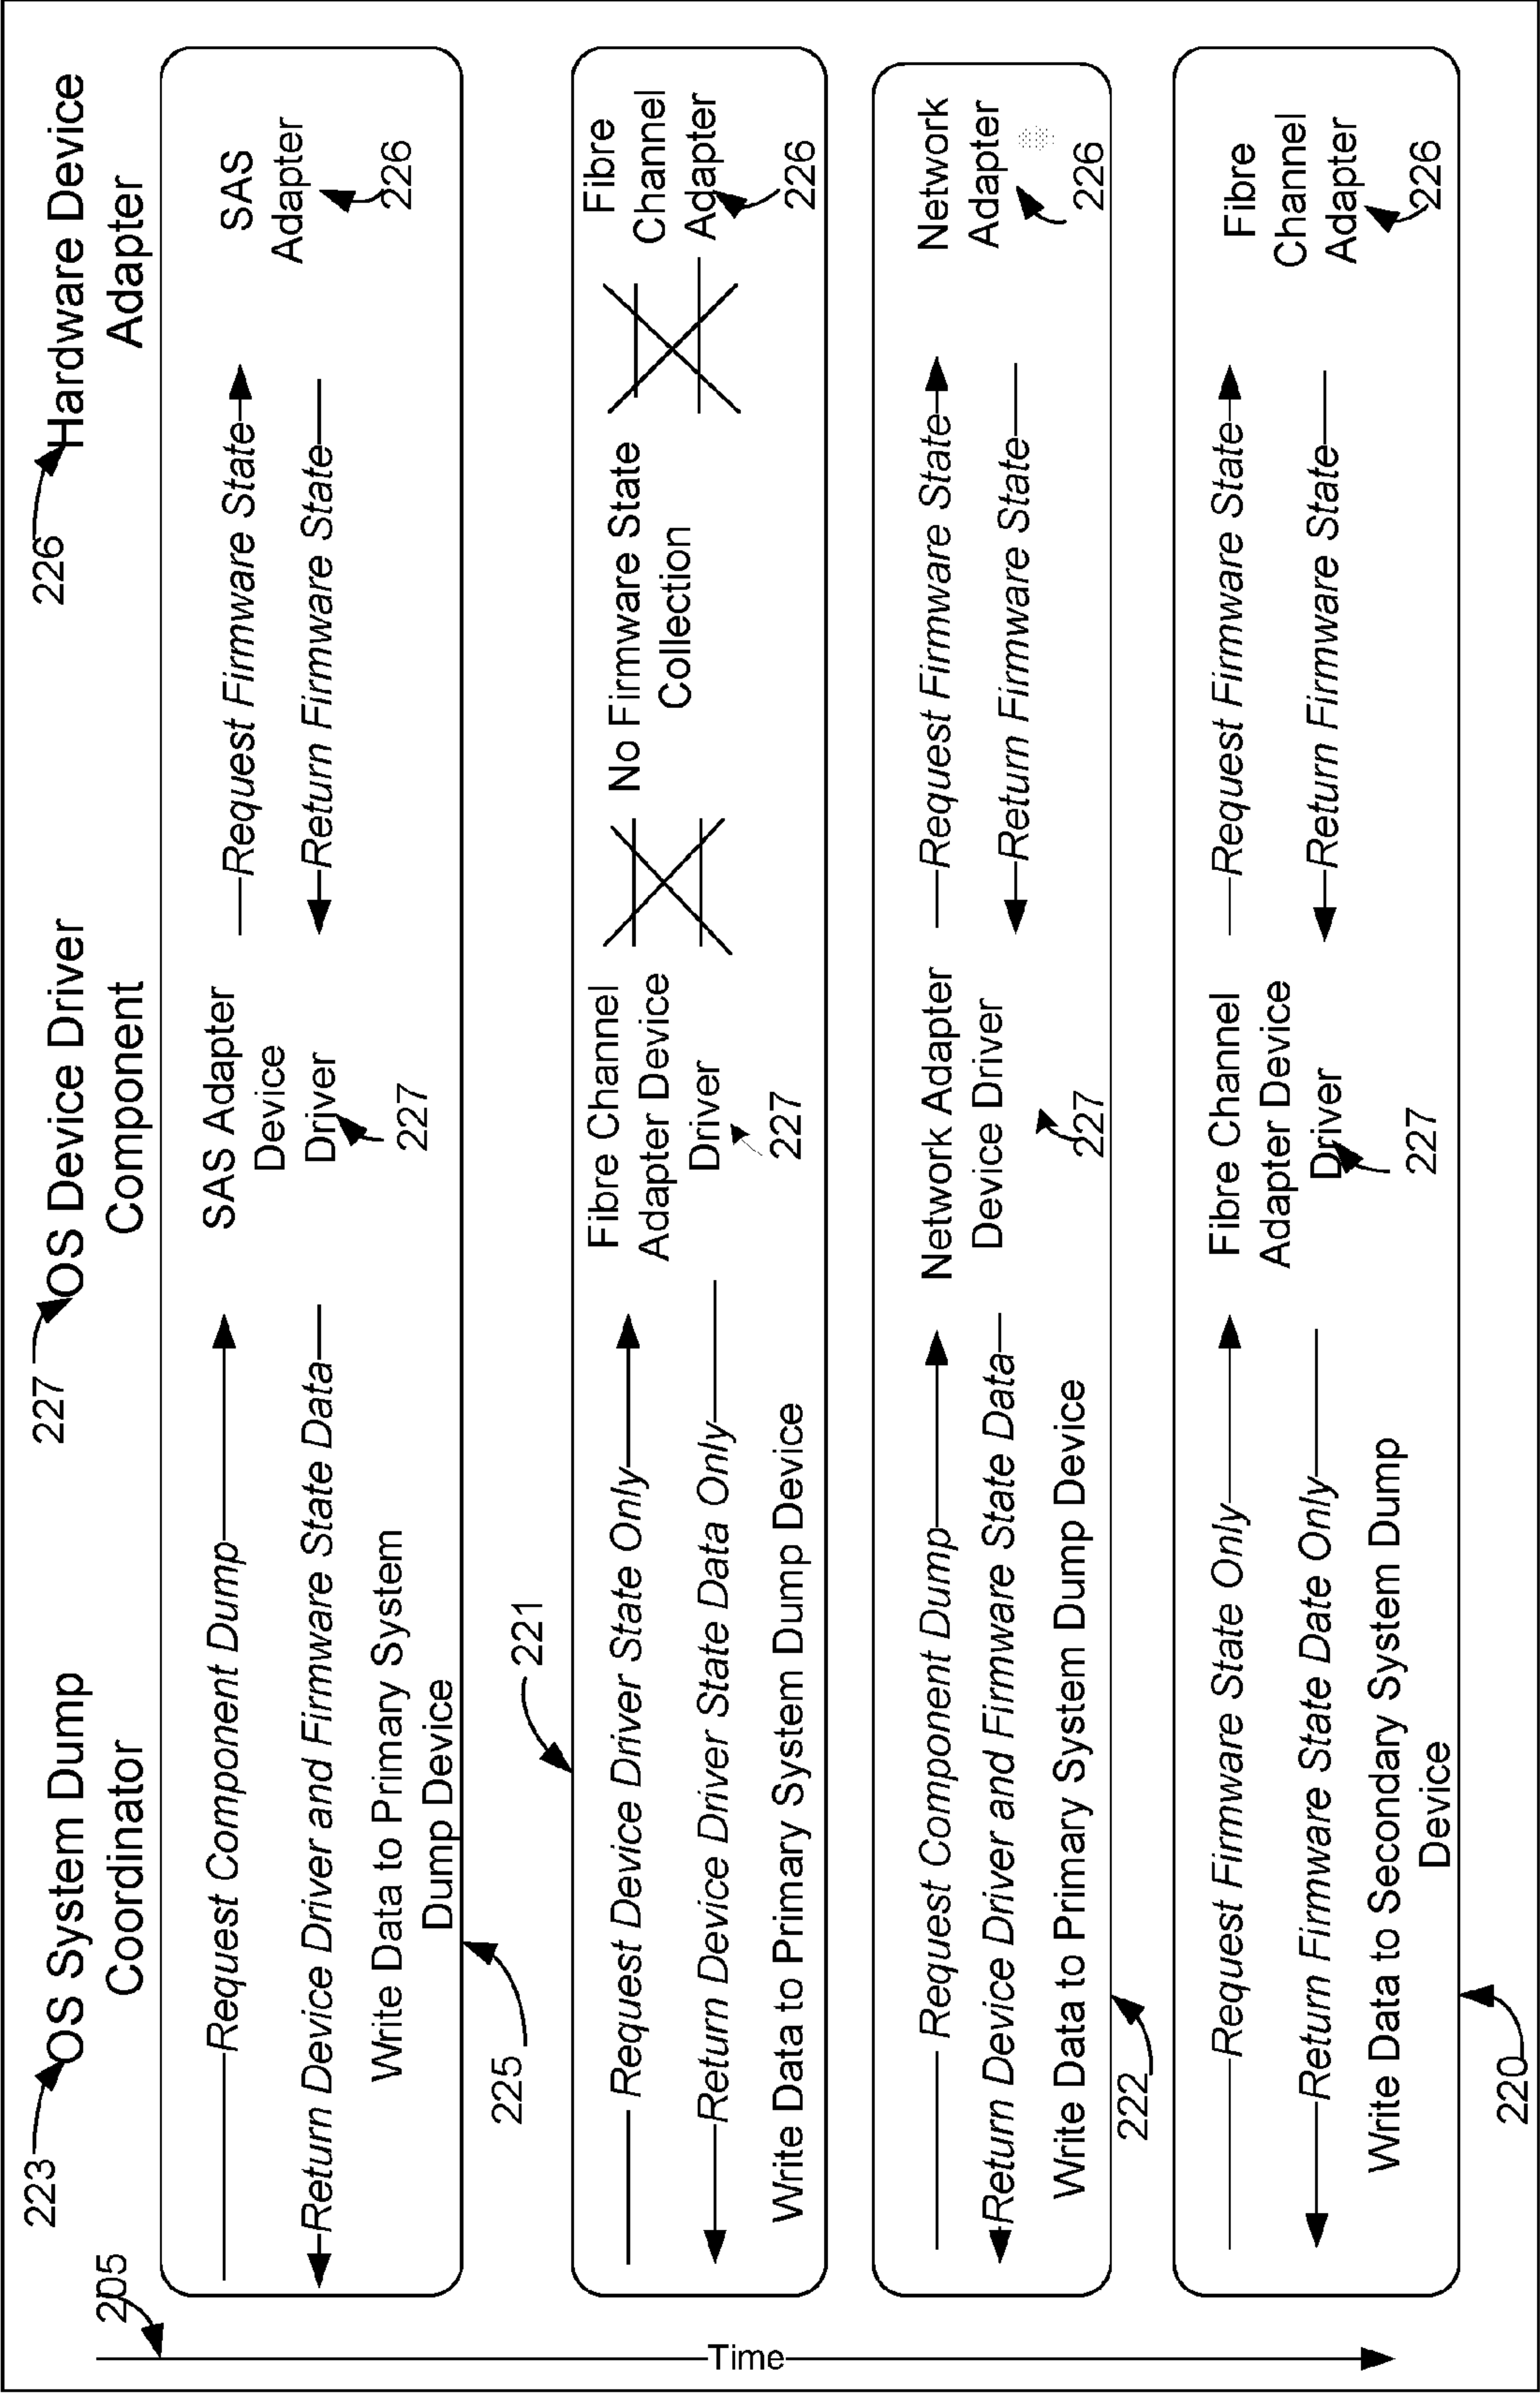 223
OS System Dump
Coordinator
227
OS Device Driver
Component
226
Hardware Device
Adapter
205
Time
Request Component Dump
Return Device Driver and Firmware State Data
Write Data to Primary System
Dump Device
225
SAS Adapter
Device
Driver
227
Request Firmware State
Return Firmware State
SAS
Adapter
226
221
Request Device Driver State Only
Return Device Driver State Data Only
Write Data to Primary System Dump Device
Fibre Channel
Adapter Device
Driver
227
No Firmware State
Collection
Fibre
Channel
Adapter
226
Request Component Dump
Return Device Driver and Firmware State Data
Write Data to Primary System Dump Device
222
Network Adapter
Device Driver
227
Request Firmware State
Return Firmware State
Network
Adapter
226
Request Firmware State Only
Return Firmware State Date Only
Write Data to Secondary System Dump
Device
220
Fibre Channel
Adapter Device
Driver
227
Request Firmware State
Return Firmware State
Fibre
Channel
Adapter
226